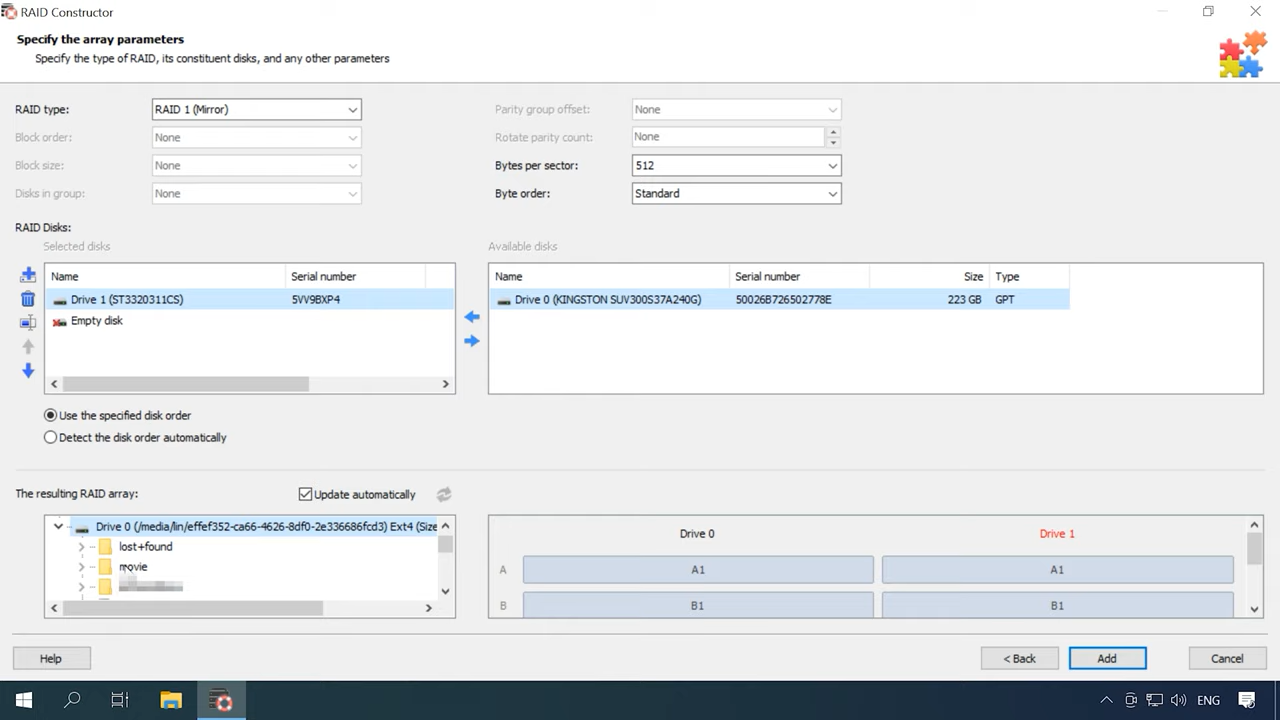 RAID Constructor
Specify the array parameters
Specify the type of RAID, its constituent disks, and any other parameters
RAID type: RAID 1 (Mirror) Parity group offset: None
Block order: None Rotate parity count: None
Block size: None Bytes per sector: 512
Disks in group: None Byte order: Standard
RAID Disks:
Selected disks Available disks
Name Serial number Name Serial number Size Type
Drive 1 (ST3320311CS) 5VV9BXP4 Drive 0 (KINGSTON SUV300S37A240G) 50026B726502778E 223 GB GPT
Empty disk
Use the specified disk order
Detect the disk order automatically
The resulting RAID array: Update automatically
Drive 0 (/media/lin/effef352-ca66-4626-8df0-2e336686fcd3) Ext4 (Size Drive 0 Drive 1
lost+found
movie A A1 A1
B B1 B1
Help < Back Add Cancel
ENG